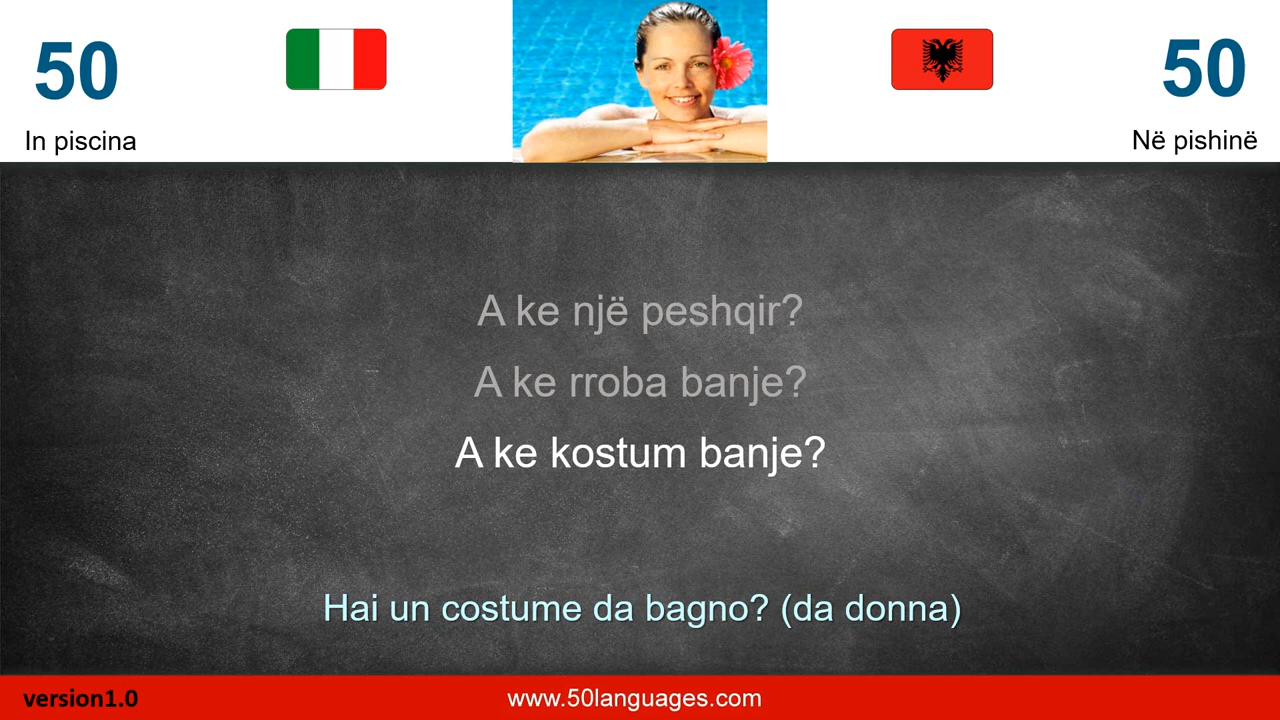 50
In piscina
50
Në pishinë
A ke një peshqir?
A ke rroba banje?
A ke kostum banje?
Hai un costume da bagno? (da donna)
version1.0
www.50languages.com